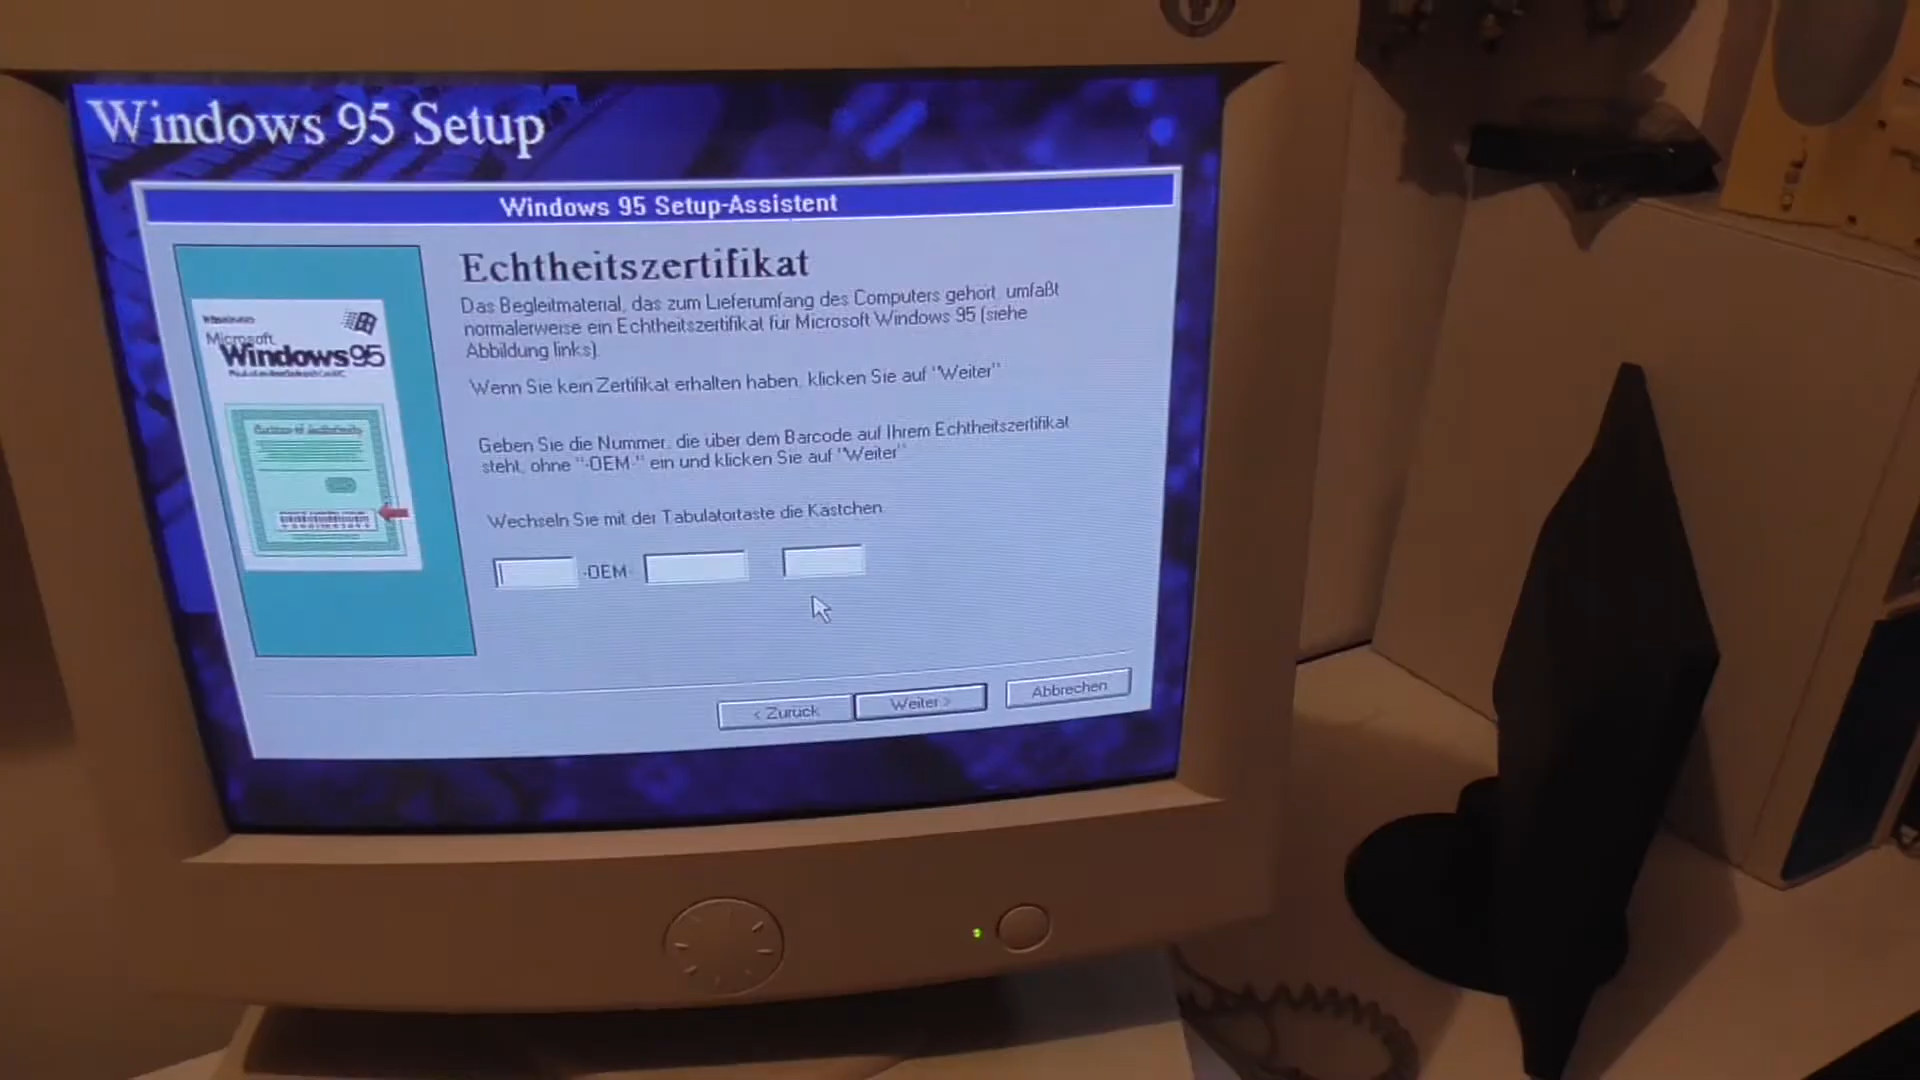 Windows 95 Setup
Windows 95 Setup-Assistent
Echtheitszertifikat
Das Begleitmaterial, das zum Lieferumfang des Computers gehört, umfaßt
normalerweise ein Echtheitszertifikat für Microsoft Windows 95 (siehe
Abbildung links).
Wenn Sie kein Zertifikat erhalten haben, klicken Sie auf "Weiter"
Geben Sie die Nummer, die über dem Barcode auf Ihrem Echtheitszertifikat
steht, ohne "-OEM-" ein und klicken Sie auf "Weiter"
Wechseln Sie mit der Tabulatortaste die Kästchen
-OEM-
Microsoft
Windows95
< Zurück
Weiter >
Abbrechen